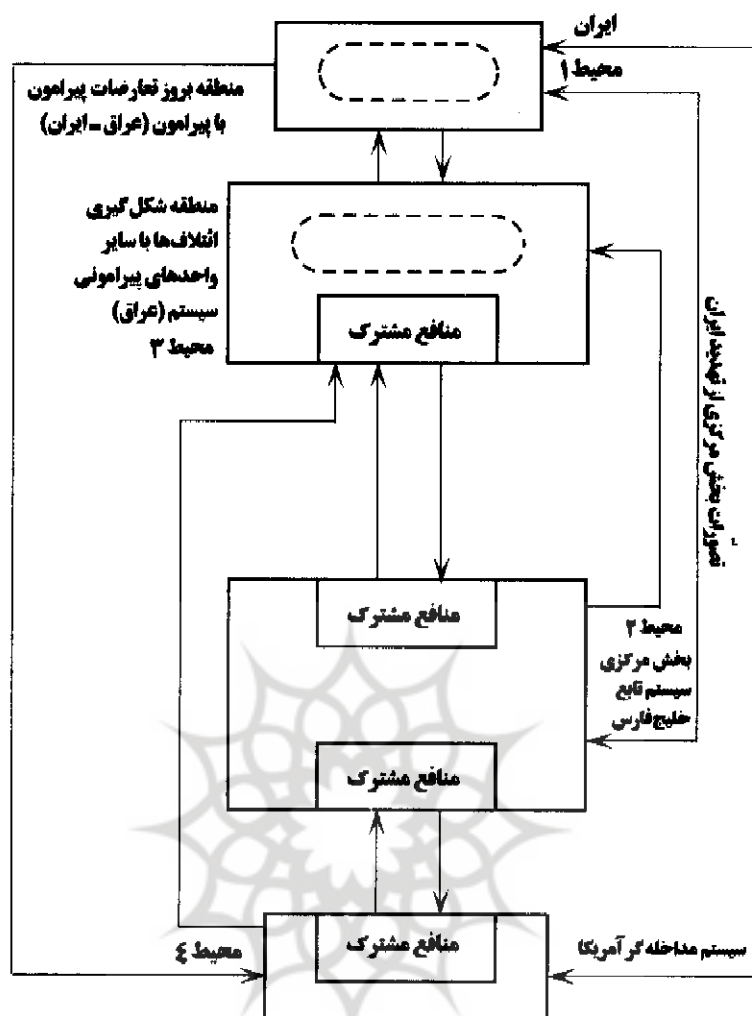 ایران
محیط ۱
منطقه بروز تعارضات پیرامون
با پیرامون (عراق ـ ایران)
منطقه شکل‌گیری
ائتلاف‌ها با سایر
واحدهای پیرامونی
سیستم (عراق)
محیط ۳
منافع مشترک
تصورات بخش مرکزی از تهدید ایران
منافع مشترک
محیط ۲
بخش مرکزی
سیستم تابع
خلیج‌فارس
منافع مشترک
منافع مشترک
محیط ٤
سیستم مداخله‌گر آمریکا